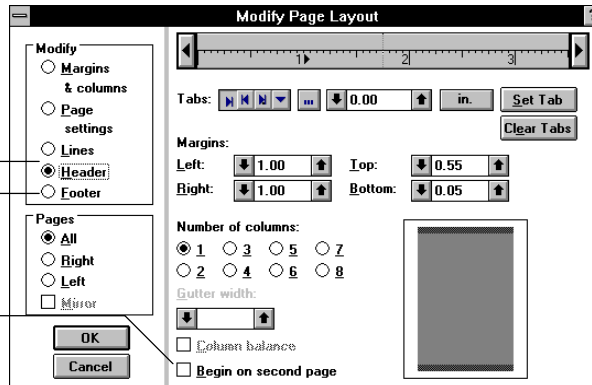 Modify Page Layout
Modify
Margins
& columns
Page
settings
Lines
Header
Footer
Pages
All
Right
Left
Mirror
OK
Cancel
1 2 3
Tabs: ... 0.00 in. Set Tab
Clear Tabs
Margins:
Left: 1.00 Top: 0.55
Right: 1.00 Bottom: 0.05
Number of columns:
1 3 5 7
2 4 6 8
Gutter width:
Column balance
Begin on second page